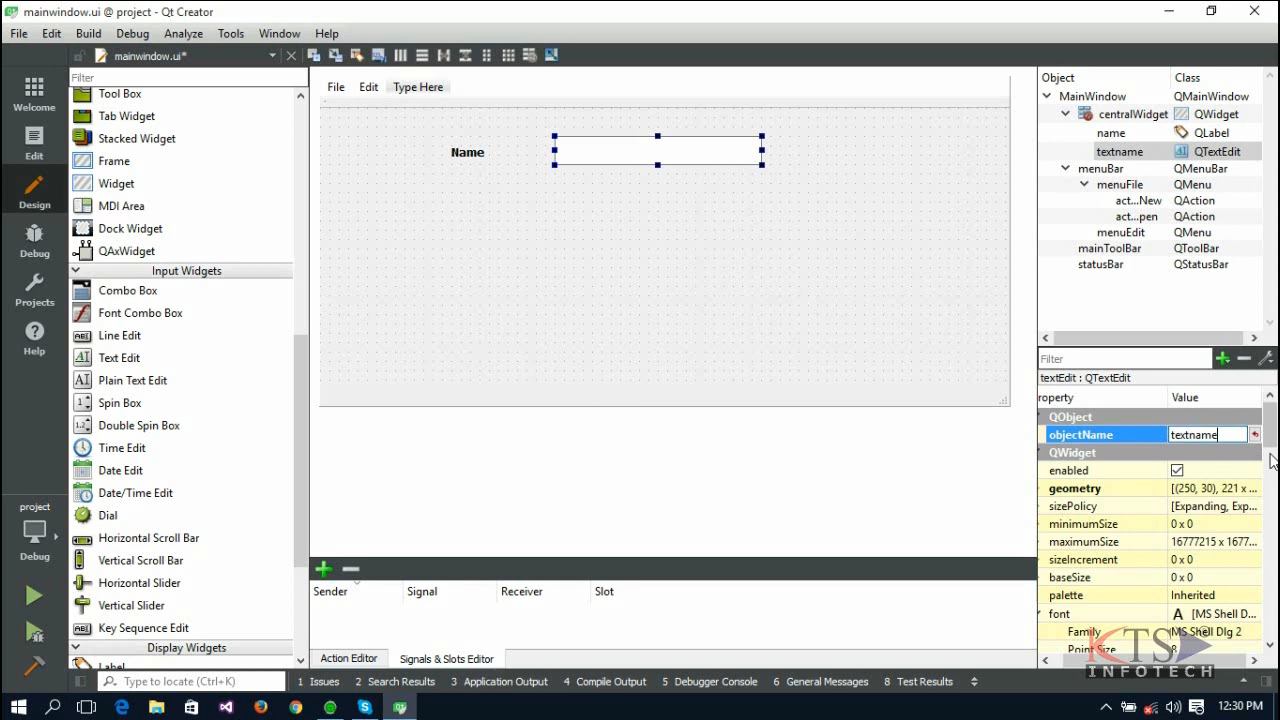 mainwindow.ui @ project - Qt Creator
File Edit Build Debug Analyze Tools Window Help
mainwindow.ui*
Welcome
Edit
Design
Debug
Projects
Help
project
Debug
Filter
Tool Box
Tab Widget
Stacked Widget
Frame
Widget
MDI Area
Dock Widget
QAxWidget
Input Widgets
Combo Box
Font Combo Box
Line Edit
Text Edit
Plain Text Edit
Spin Box
Double Spin Box
Time Edit
Date Edit
Date/Time Edit
Dial
Horizontal Scroll Bar
Vertical Scroll Bar
Horizontal Slider
Vertical Slider
Key Sequence Edit
Display Widgets
Label
File Edit Type Here
Name
Sender Signal Receiver Slot
Action Editor Signals & Slots Editor
Object Class
MainWindow QMainWindow
centralWidget QWidget
name QLabel
textname QTextEdit
menuBar QMenuBar
menuFile QMenu
act...New QAction
act...pen QAction
menuEdit QMenu
mainToolBar QToolBar
statusBar QStatusBar
Filter
textEdit : QTextEdit
roperty Value
QObject
objectName textname
QWidget
enabled
geometry [(250, 30), 221 x ...
sizePolicy [Expanding, Exp...
minimumSize 0 x 0
maximumSize 16777215 x 1677...
sizeIncrement 0 x 0
baseSize 0 x 0
palette Inherited
font A [MS Shell D...
Family MS Shell Dlg 2
Point Size 8
KTS
INFOTECH
Type to locate (Ctrl+K) 1 Issues 2 Search Results 3 Application Output 4 Compile Output 5 Debugger Console 6 General Messages 8 Test Results
12:30 PM